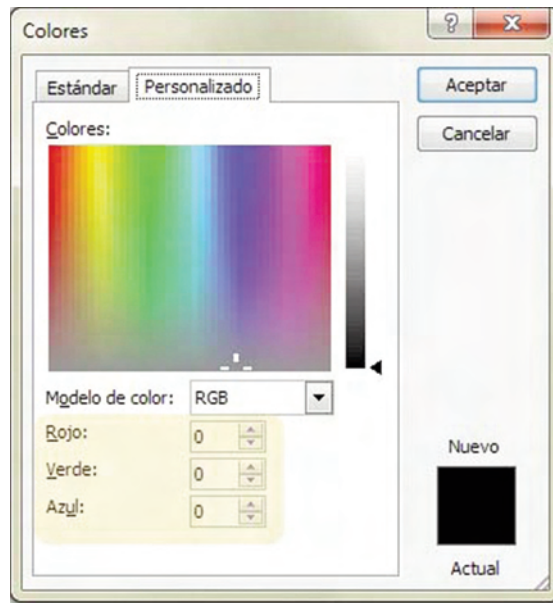 Colores
Estándar Personalizado
Aceptar
Cancelar
Colores:
Modelo de color: RGB
Rojo: 0
Verde: 0
Azul: 0
Nuevo
Actual